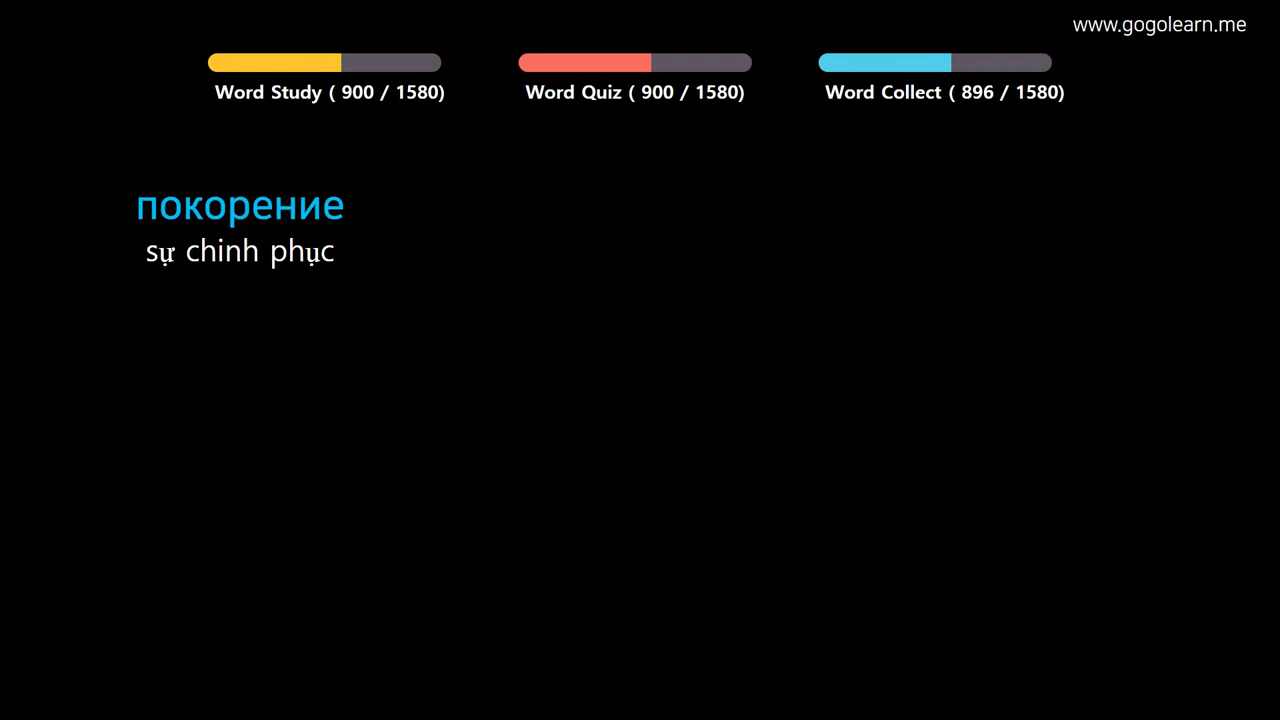 www.gogolearn.me
Word Study ( 900 / 1580)
Word Quiz ( 900 / 1580)
Word Collect ( 896 / 1580)
покорение
sự chinh phục